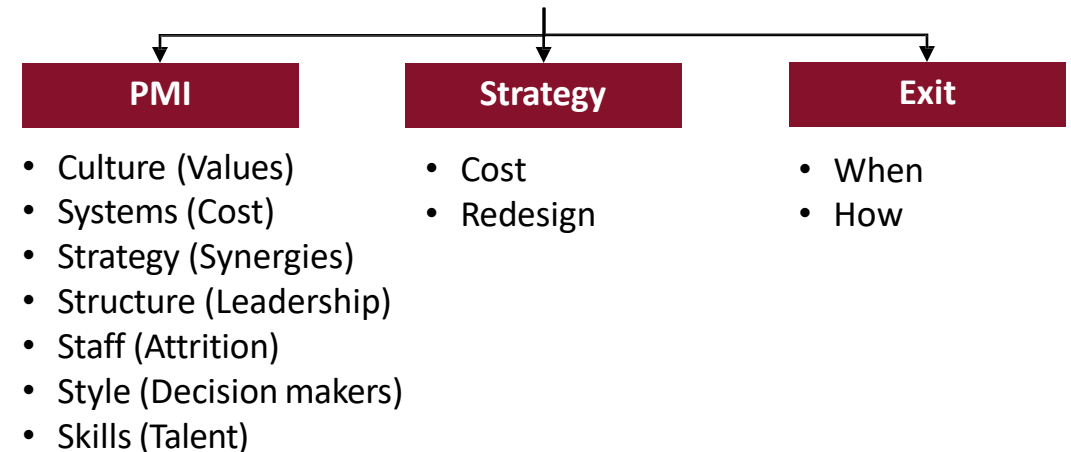 PMI
• Culture (Values)
• Systems (Cost)
• Strategy (Synergies)
• Structure (Leadership)
• Staff (Attrition)
• Style (Decision makers)
• Skills (Talent)
Strategy
• Cost
• Redesign
Exit
• When
• How